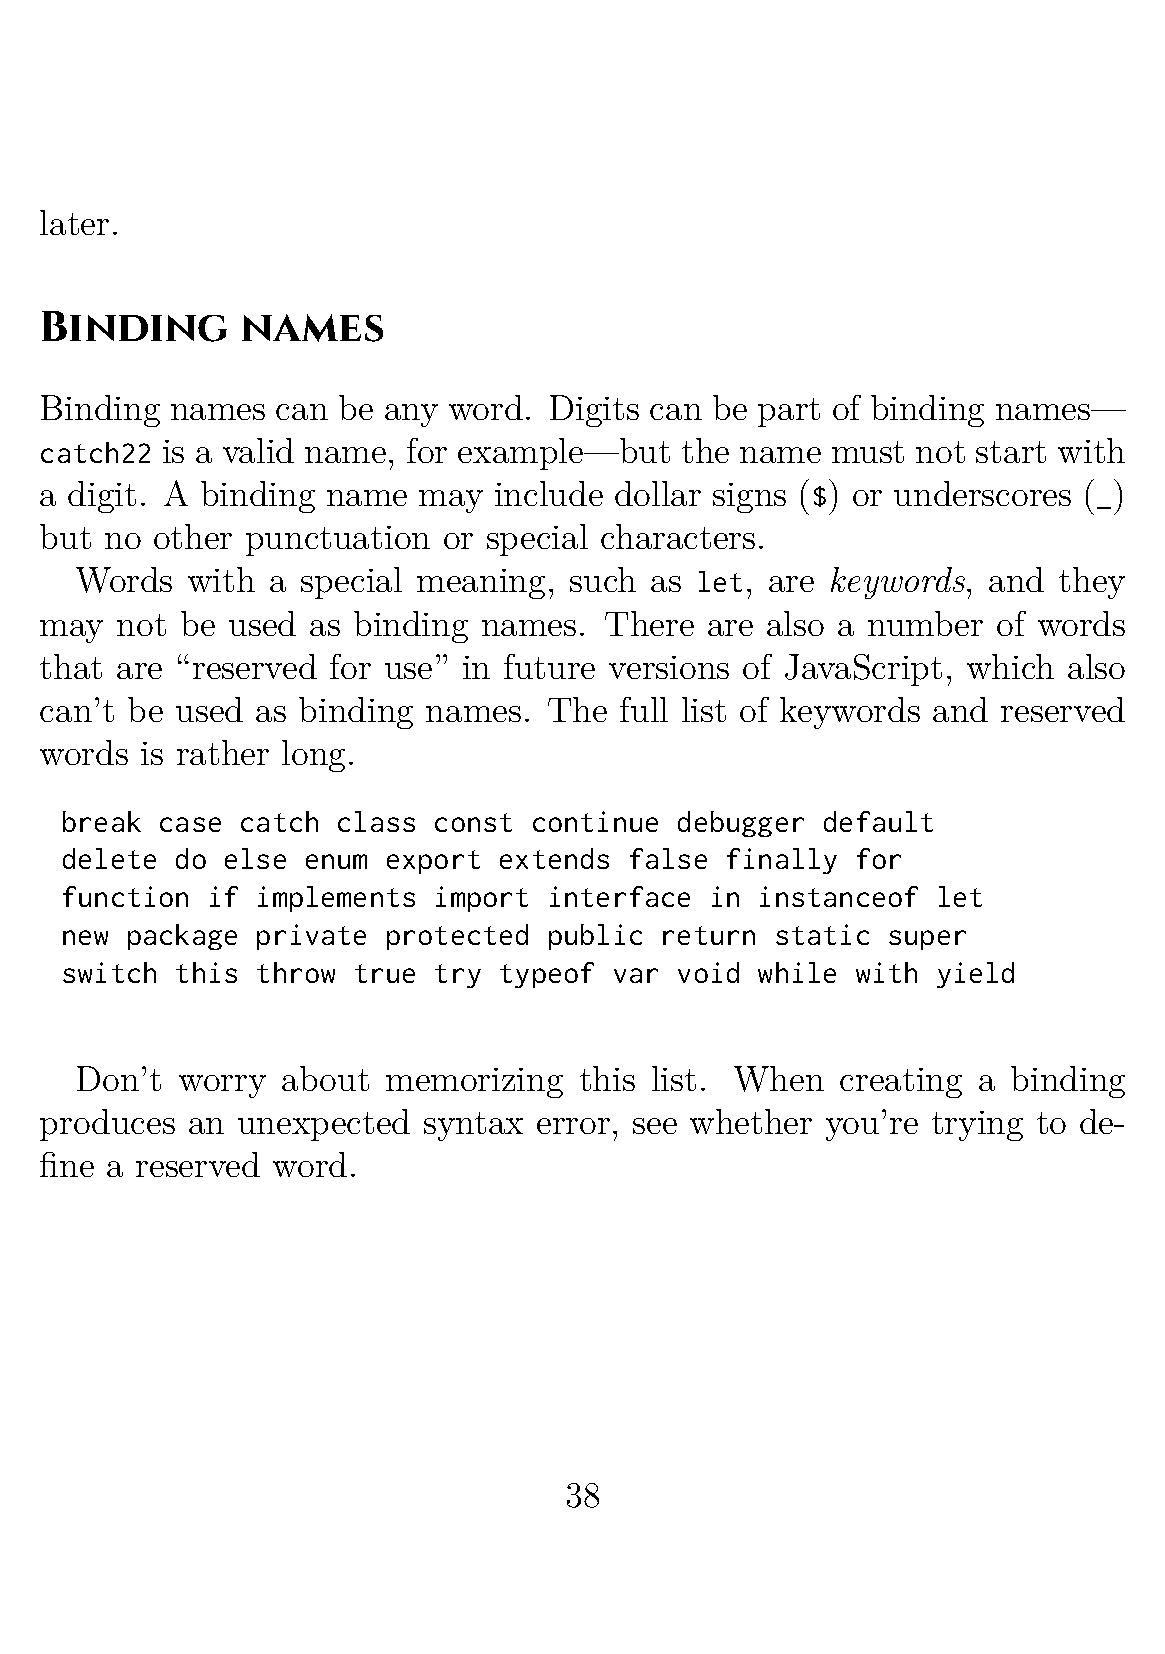 later.
Binding names
Binding names can be any word. Digits can be part of binding names—
catch22 is a valid name, for example—but the name must not start with
a digit. A binding name may include dollar signs ($) or underscores (_)
but no other punctuation or special characters.
Words with a special meaning, such as let, are keywords, and they
may not be used as binding names. There are also a number of words
that are “reserved for use” in future versions of JavaScript, which also
can’t be used as binding names. The full list of keywords and reserved
words is rather long.
break case catch class const continue debugger default
delete do else enum export extends false finally for
function if implements import interface in instanceof let
new package private protected public return static super
switch this throw true try typeof var void while with yield
Don’t worry about memorizing this list. When creating a binding
produces an unexpected syntax error, see whether you’re trying to de-
fine a reserved word.
38